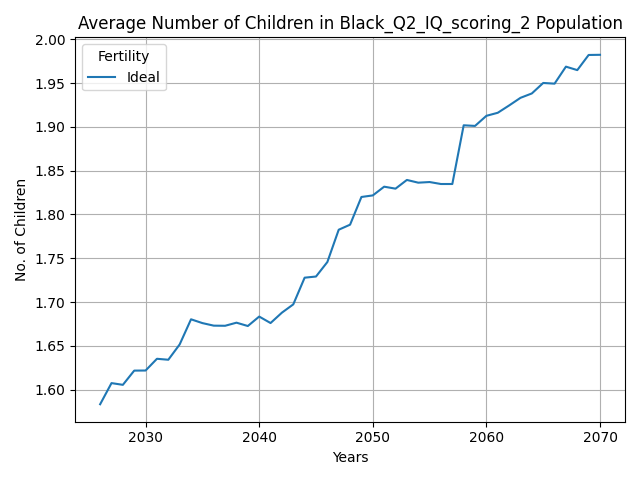 Average Number of Children in Black_Q2_IQ_scoring_2 Population
No. of Children
2.00
1.95
1.90
1.85
1.80
1.75
1.70
1.65
1.60
Fertility
Ideal
2030 2040 2050 2060 2070
Years